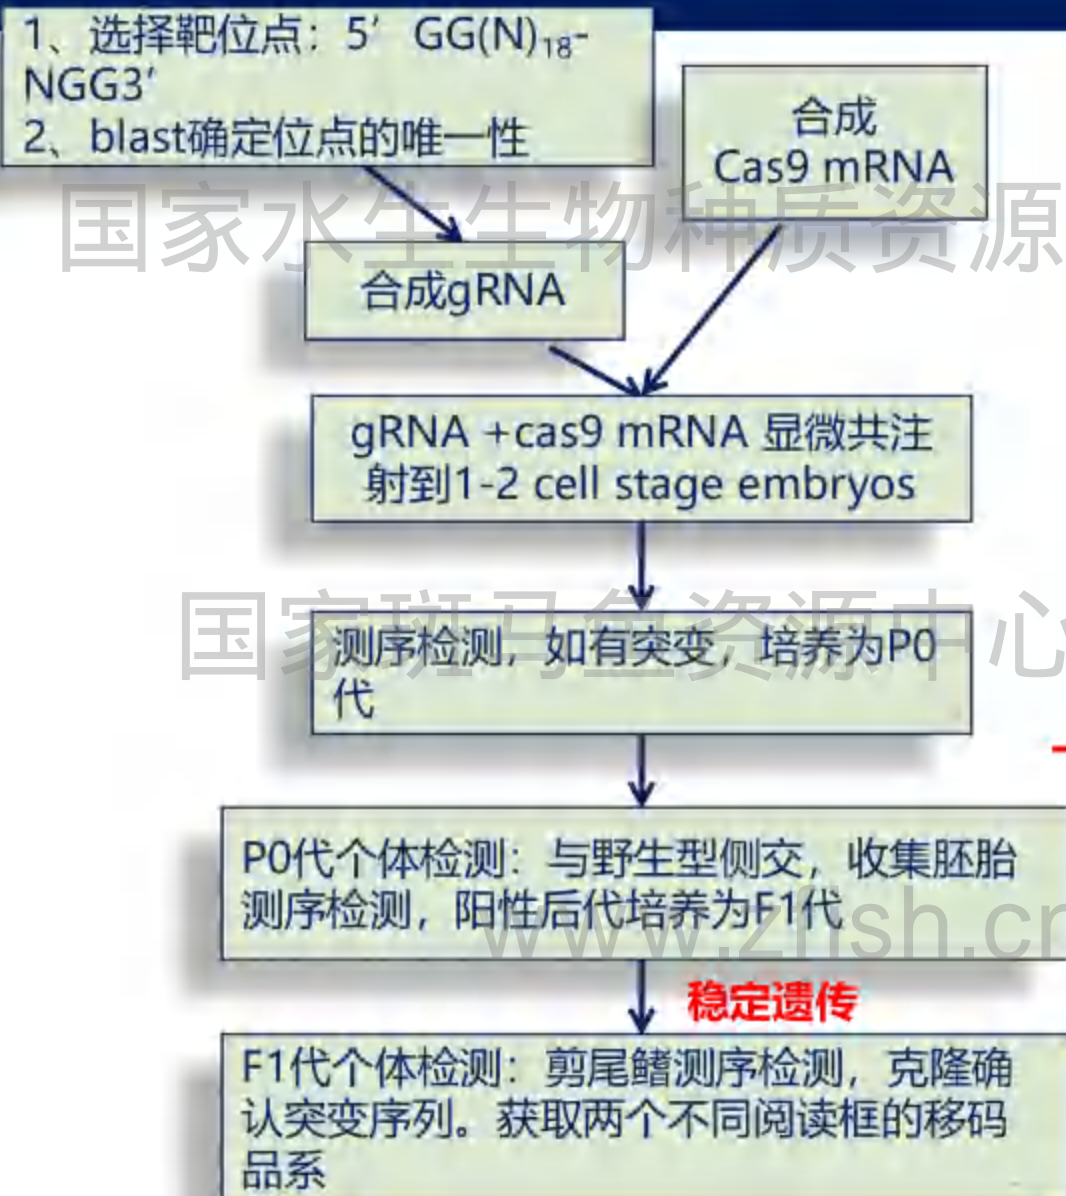 1、选择靶位点：5′ GG(N)₁₈-
NGG3′
2、blast确定位点的唯一性
合成
Cas9 mRNA
国家水生生物种质资源
合成gRNA
gRNA +cas9 mRNA 显微共注
射到1-2 cell stage embryos
国家斑马鱼资源中心
测序检测，如有突变，培养为P0
代
P0代个体检测：与野生型侧交，收集胚胎
测序检测，阳性后代培养为F1代
www.zfish.cn
稳定遗传
F1代个体检测：剪尾鳍测序检测，克隆确
认突变序列。获取两个不同阅读框的移码
品系